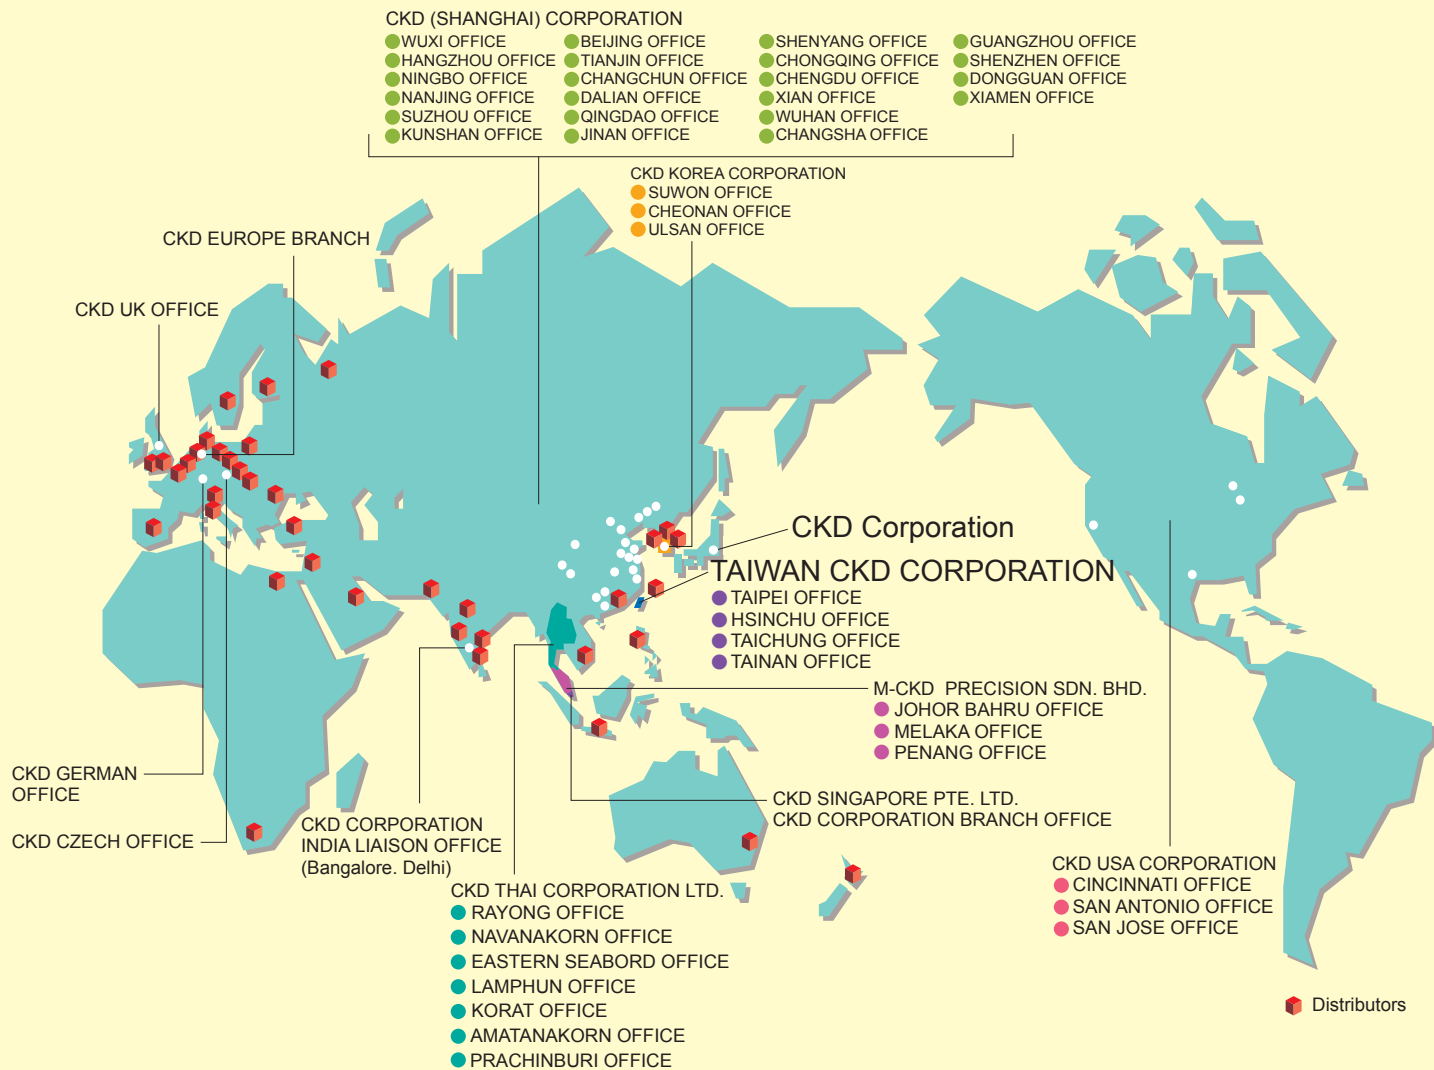 CKD (SHANGHAI) CORPORATION
WUXI OFFICE
HANGZHOU OFFICE
NINGBO OFFICE
NANJING OFFICE
SUZHOU OFFICE
KUNSHAN OFFICE
BEIJING OFFICE
TIANJIN OFFICE
CHANGCHUN OFFICE
DALIAN OFFICE
QINGDAO OFFICE
JINAN OFFICE
SHENYANG OFFICE
CHONGQING OFFICE
CHENGDU OFFICE
XIAN OFFICE
WUHAN OFFICE
CHANGSHA OFFICE
GUANGZHOU OFFICE
SHENZHEN OFFICE
DONGGUAN OFFICE
XIAMEN OFFICE
CKD KOREA CORPORATION
SUWON OFFICE
CHEONAN OFFICE
ULSAN OFFICE
CKD EUROPE BRANCH
CKD UK OFFICE
CKD Corporation
TAIWAN CKD CORPORATION
TAIPEI OFFICE
HSINCHU OFFICE
TAICHUNG OFFICE
TAINAN OFFICE
M-CKD PRECISION SDN. BHD.
JOHOR BAHRU OFFICE
MELAKA OFFICE
PENANG OFFICE
CKD GERMAN
OFFICE
CKD CZECH OFFICE
CKD CORPORATION
INDIA LIAISON OFFICE
(Bangalore. Delhi)
CKD SINGAPORE PTE. LTD.
CKD CORPORATION BRANCH OFFICE
CKD THAI CORPORATION LTD.
RAYONG OFFICE
NAVANAKORN OFFICE
EASTERN SEABORD OFFICE
LAMPHUN OFFICE
KORAT OFFICE
AMATANAKORN OFFICE
PRACHINBURI OFFICE
CKD USA CORPORATION
CINCINNATI OFFICE
SAN ANTONIO OFFICE
SAN JOSE OFFICE
Distributors